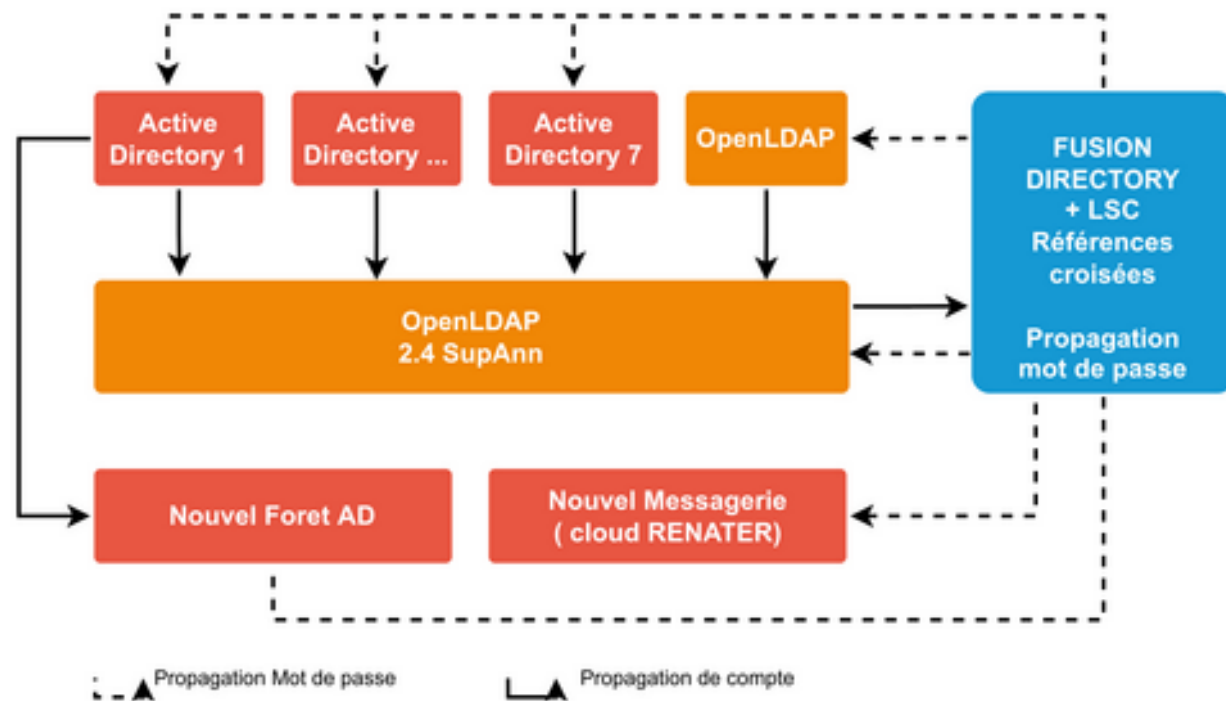 Active
Directory 1
Active
Directory ...
Active
Directory 7
OpenLDAP
FUSION
DIRECTORY
+ LSC
Références
croisées
Propagation
mot de passe
OpenLDAP
2.4 SupAnn
Nouvel Foret AD
Nouvel Messagerie
( cloud RENATER)
Propagation Mot de passe
Propagation de compte